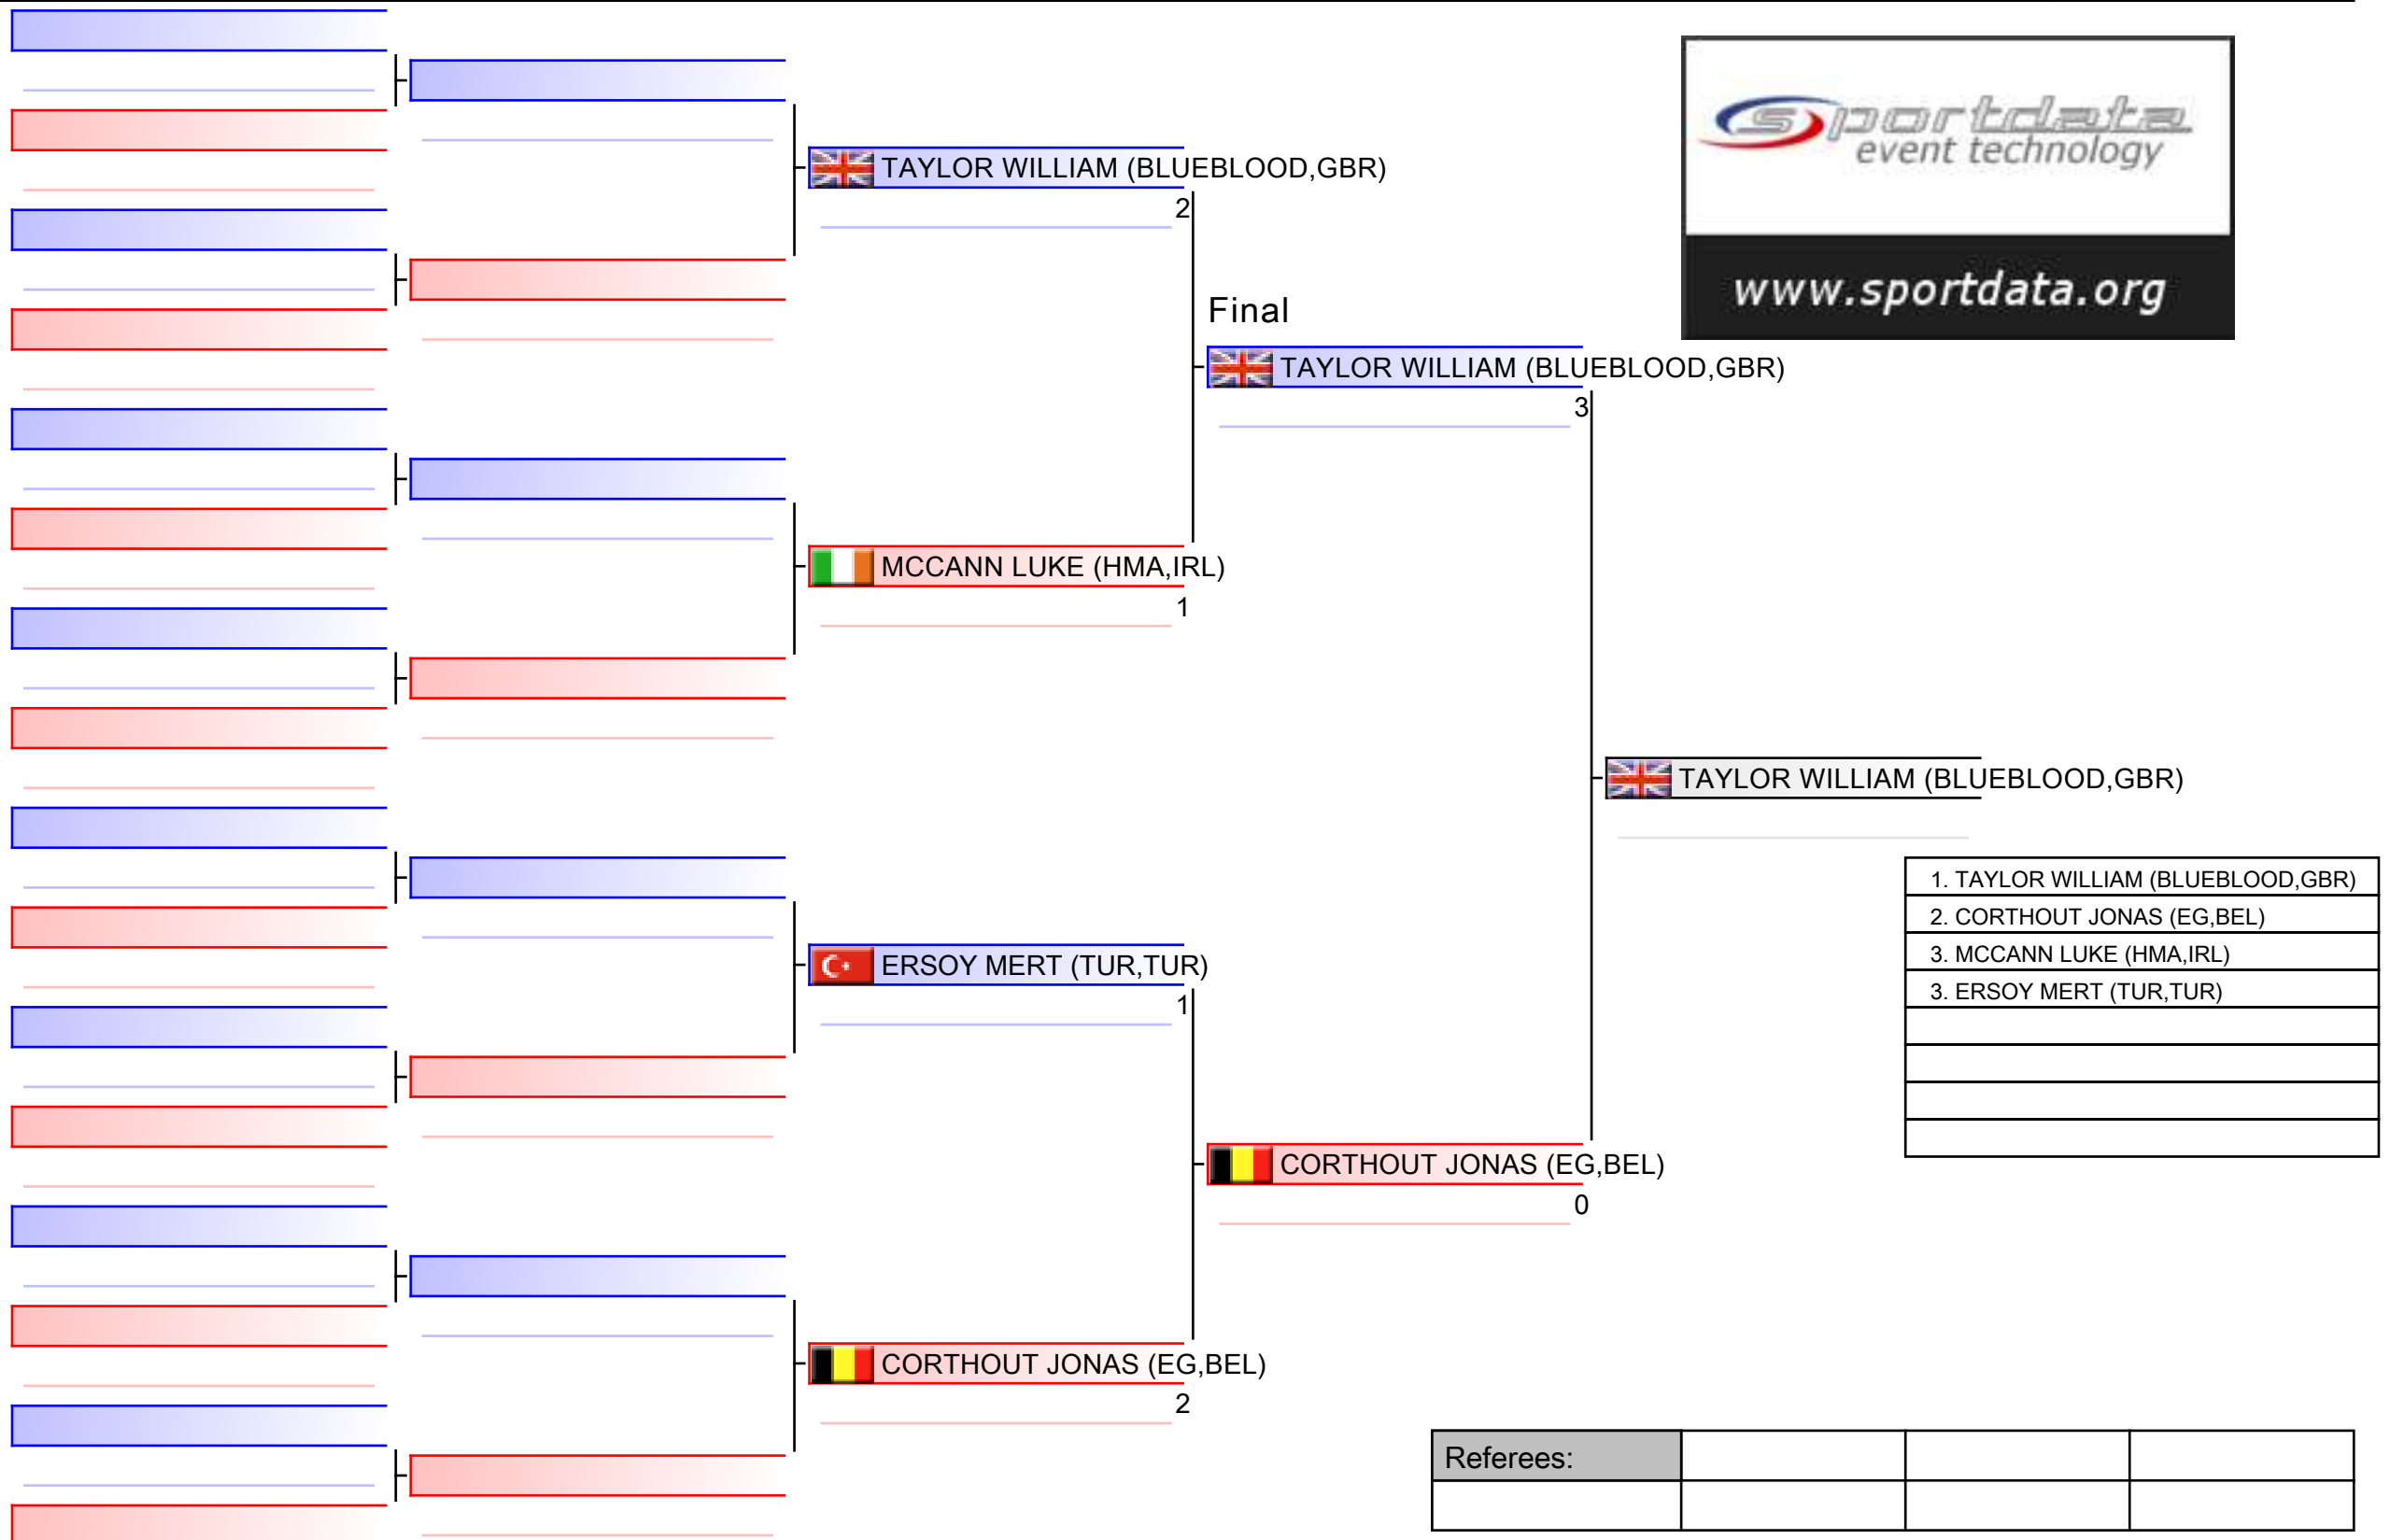 sportdata
event technology
www.sportdata.org
TAYLOR WILLIAM (BLUEBLOOD,GBR)
2
Final
TAYLOR WILLIAM (BLUEBLOOD,GBR)
3
MCCANN LUKE (HMA,IRL)
1
TAYLOR WILLIAM (BLUEBLOOD,GBR)
1. TAYLOR WILLIAM (BLUEBLOOD,GBR)
2. CORTHOUT JONAS (EG,BEL)
3. MCCANN LUKE (HMA,IRL)
3. ERSOY MERT (TUR,TUR)
ERSOY MERT (TUR,TUR)
1
CORTHOUT JONAS (EG,BEL)
0
CORTHOUT JONAS (EG,BEL)
2
Referees: